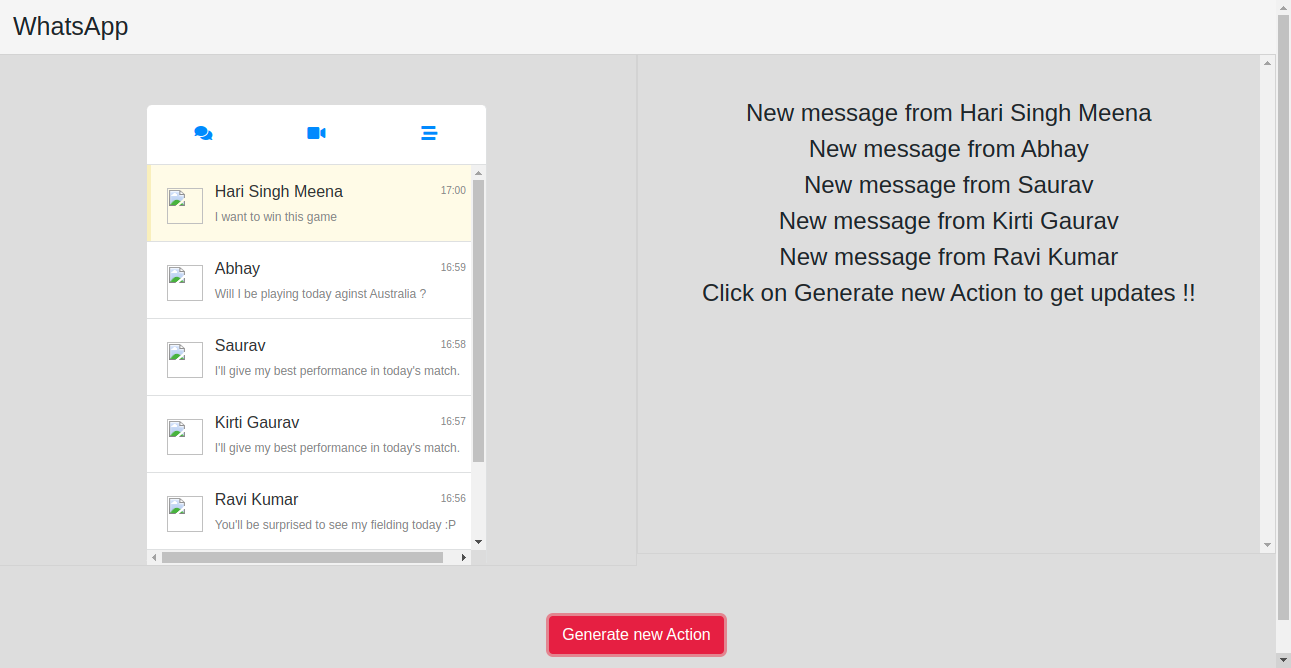 WhatsApp
Hari Singh Meena 17:00
I want to win this game
Abhay 16:59
Will I be playing today aginst Australia ?
Saurav 16:58
I'll give my best performance in today's match.
Kirti Gaurav 16:57
I'll give my best performance in today's match.
Ravi Kumar 16:56
You'll be surprised to see my fielding today :P
New message from Hari Singh Meena
New message from Abhay
New message from Saurav
New message from Kirti Gaurav
New message from Ravi Kumar
Click on Generate new Action to get updates !!
Generate new Action